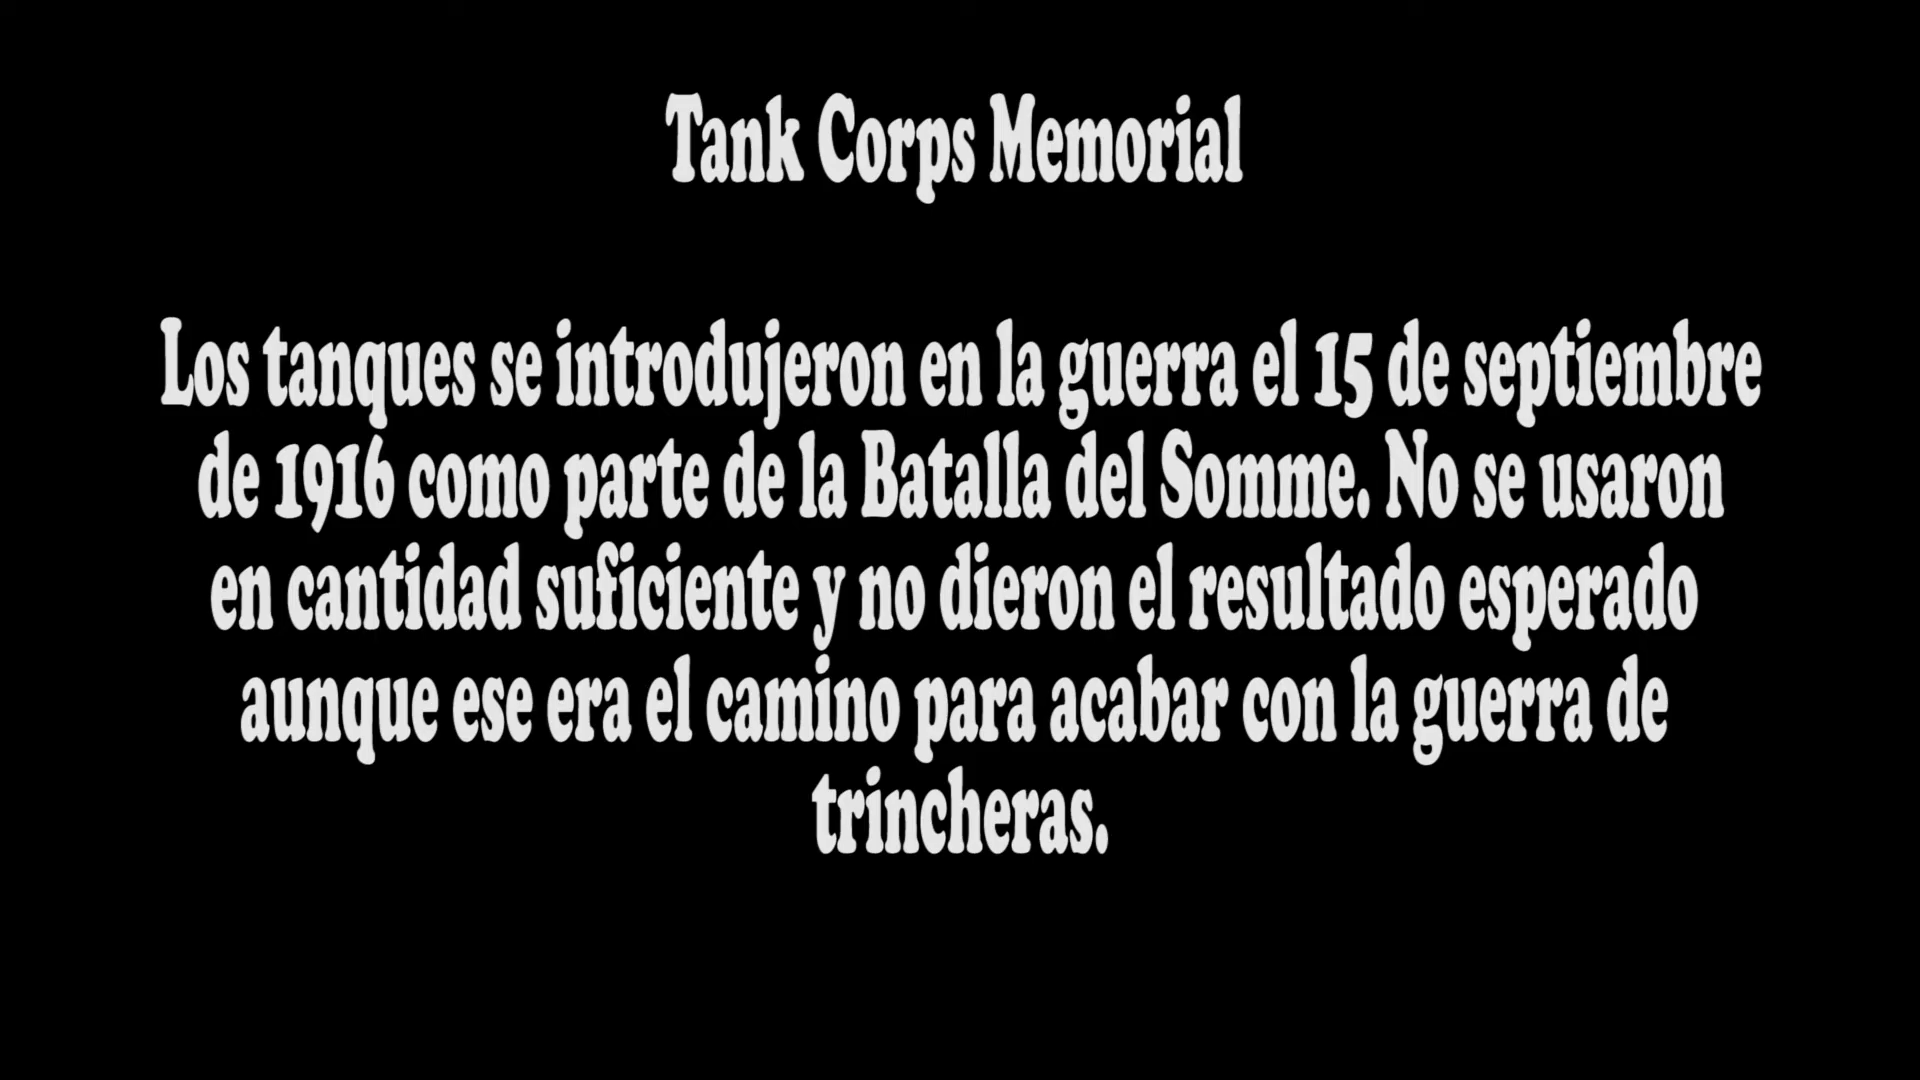 Tank Corps Memorial
Los tanques se introdujeron en la guerra el 15 de septiembre
de 1916 como parte de la Batalla del Somme. No se usaron
en cantidad suficiente y no dieron el resultado esperado
aunque ese era el camino para acabar con la guerra de
trincheras.